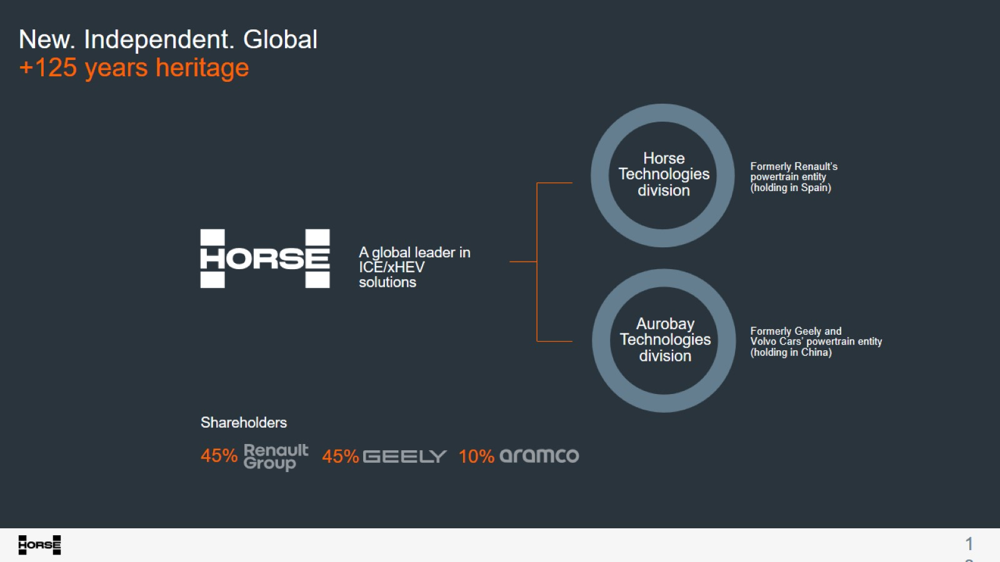 New. Independent. Global
+125 years heritage
Horse
Technologies
division
Formerly Renault’s
powertrain entity
(holding in Spain)
HORSE
A global leader in
ICE/xHEV
solutions
Aurobay
Technologies
division
Formerly Geely and
Volvo Cars’ powertrain entity
(holding in China)
Shareholders
45% Renault Group 45% GEELY 10% aramco
HORSE
1